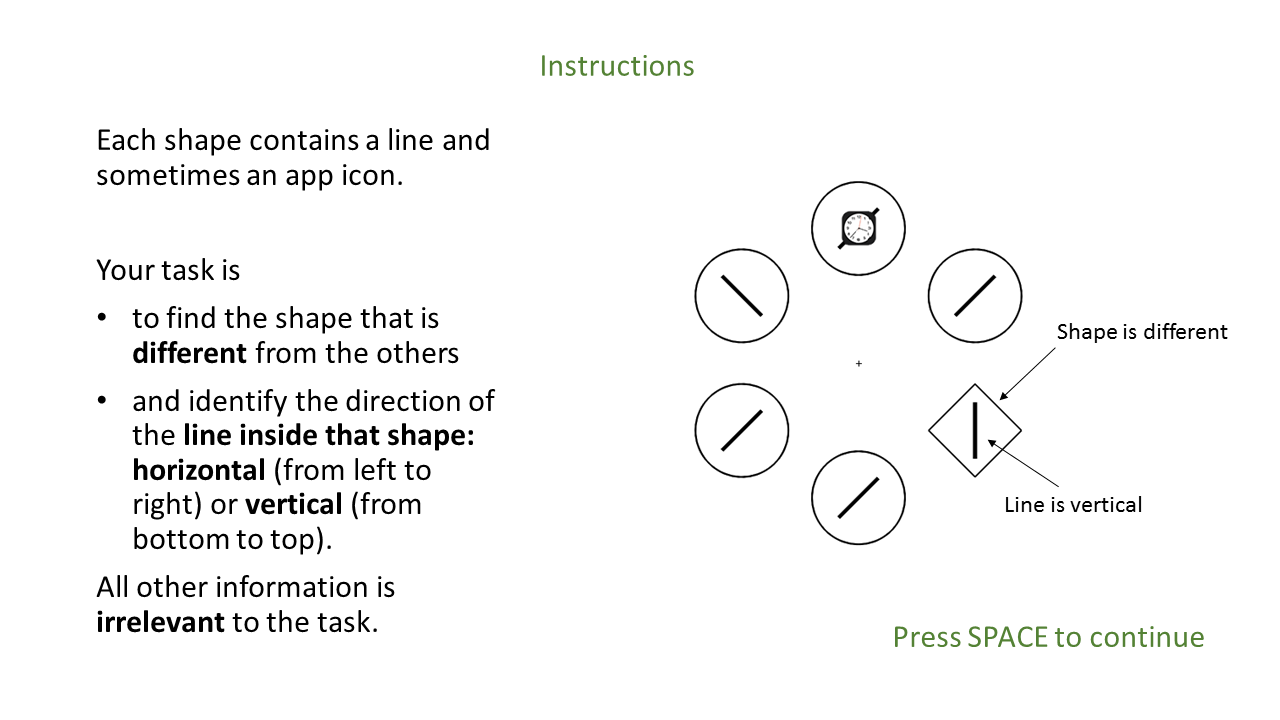 Instructions
Each shape contains a line and
sometimes an app icon.
Your task is
• to find the shape that is
different from the others
• and identify the direction of
the line inside that shape:
horizontal (from left to
right) or vertical (from
bottom to top).
All other information is
irrelevant to the task.
Shape is different
Line is vertical
Press SPACE to continue